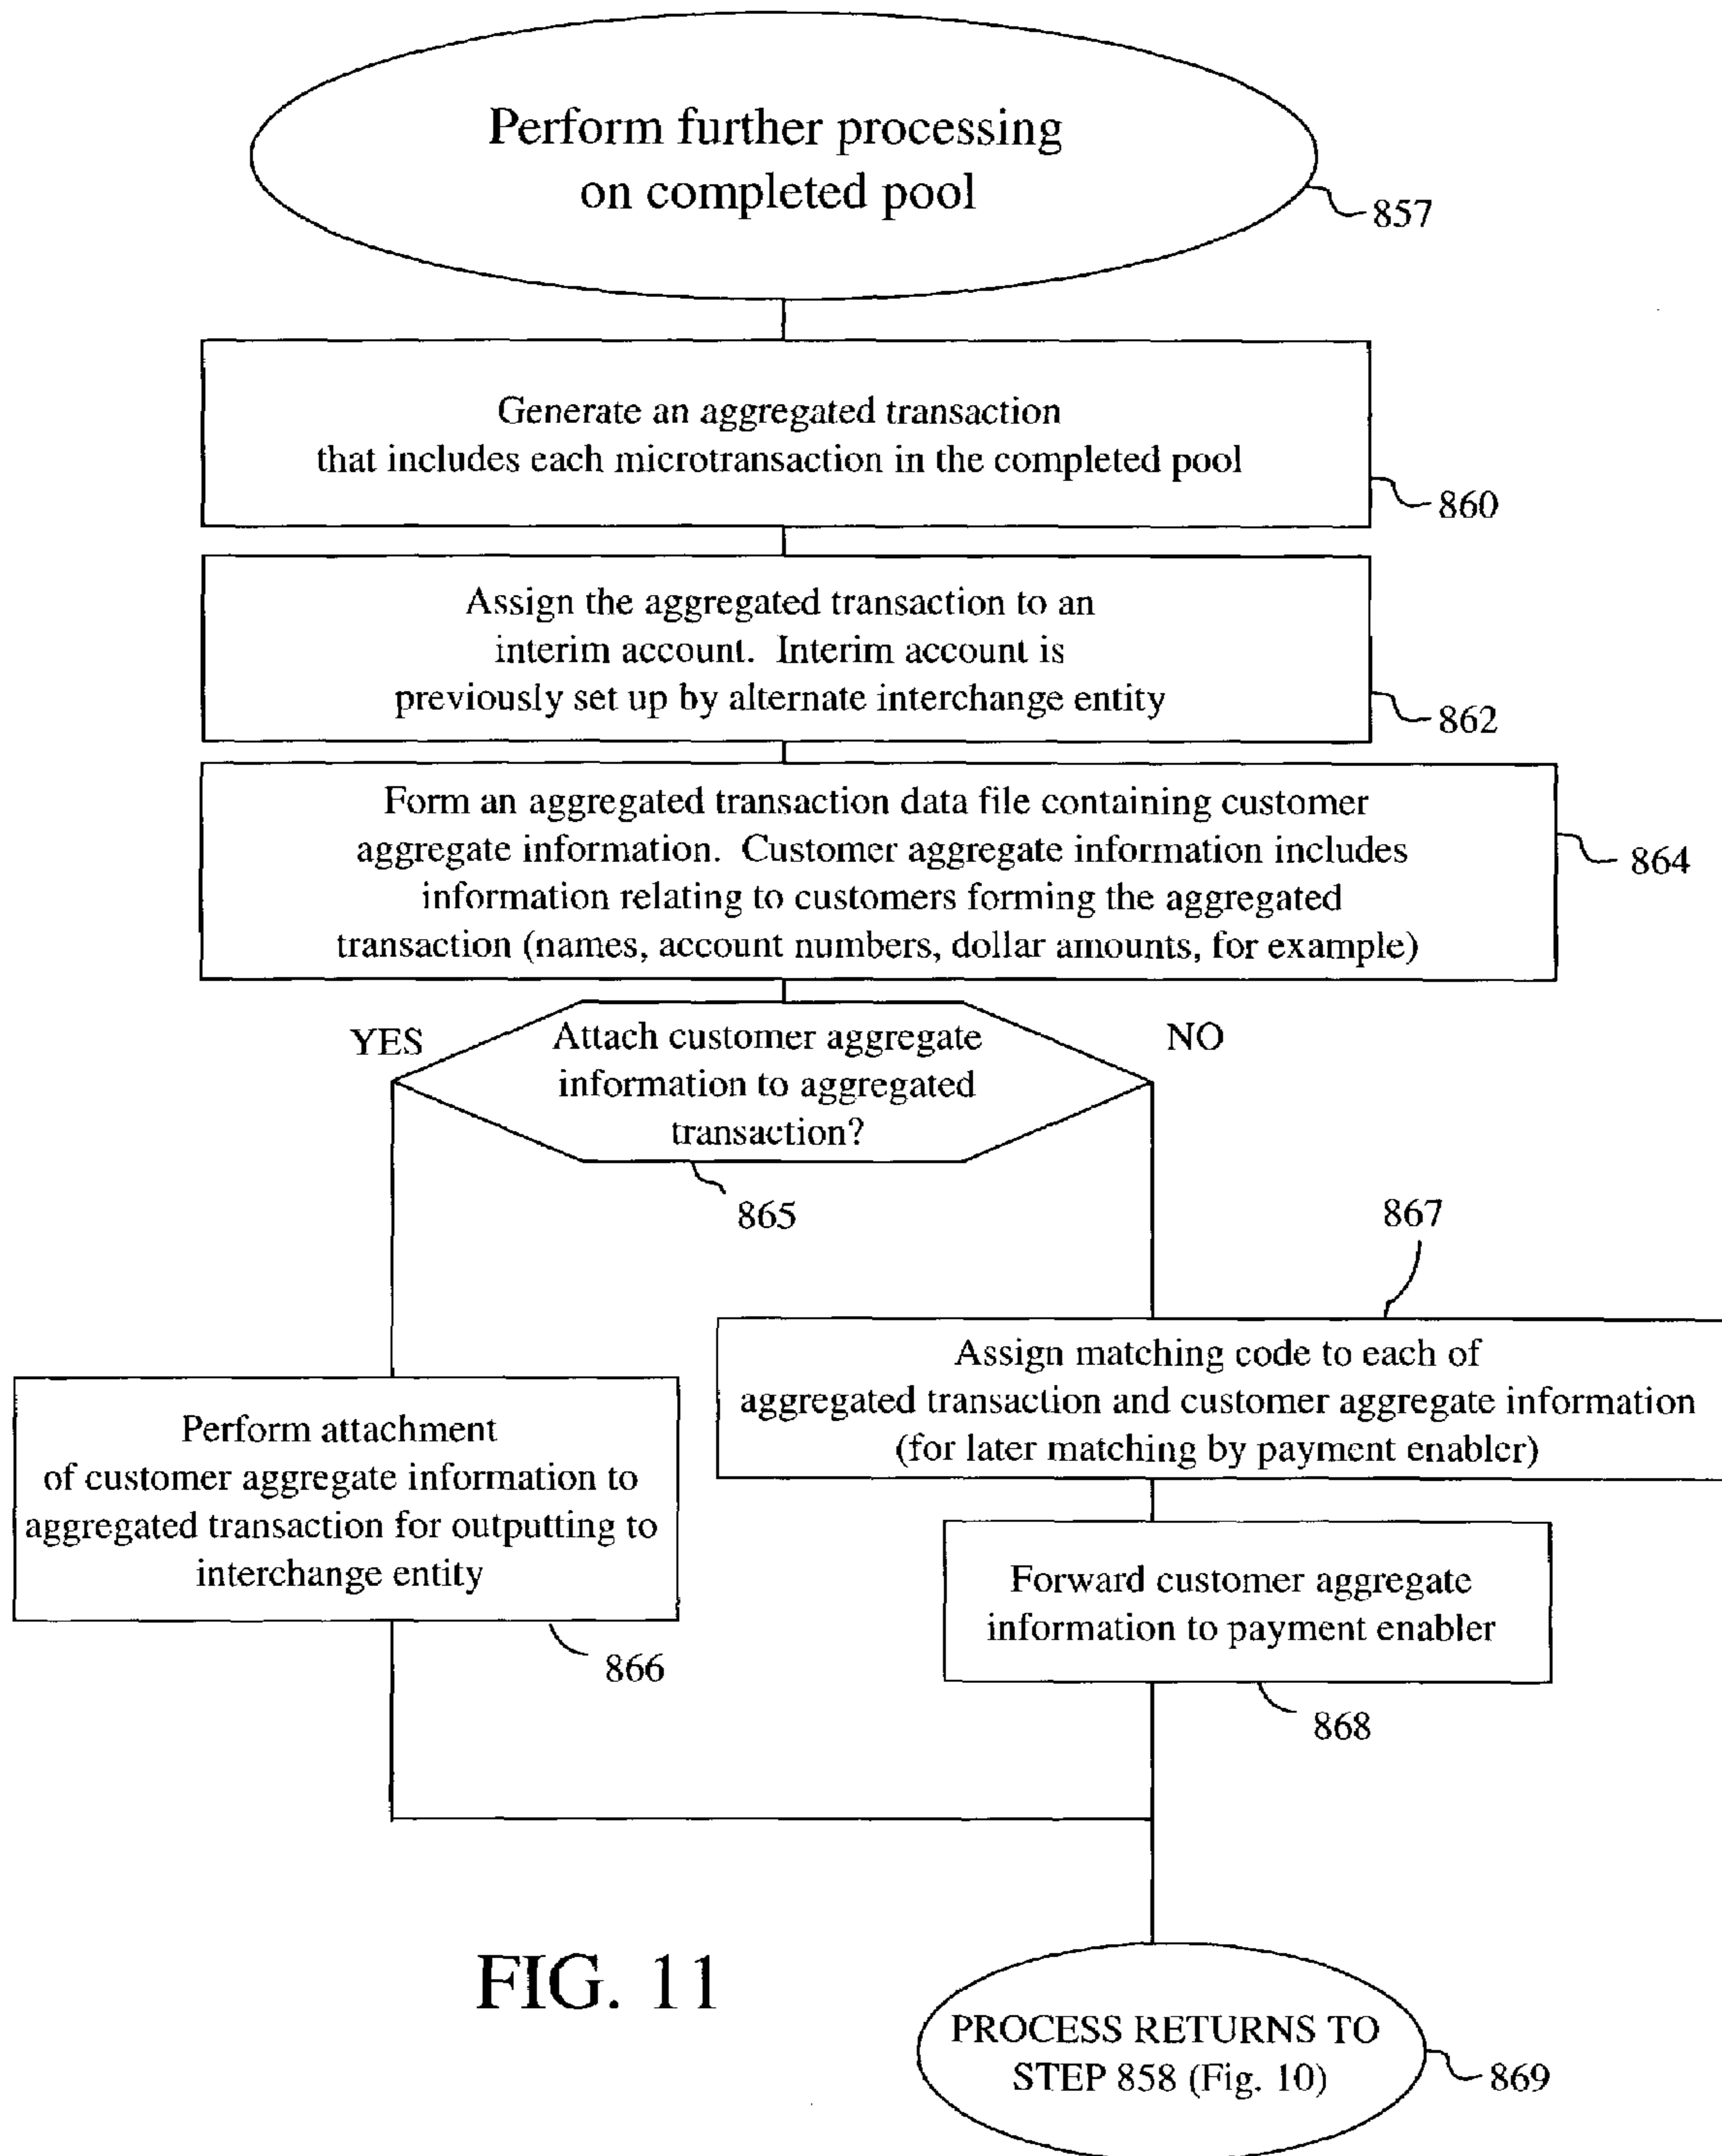 Perform further processing
on completed pool
857
Generate an aggregated transaction
that includes each microtransaction in the completed pool
860
Assign the aggregated transaction to an
interim account. Interim account is
previously set up by alternate interchange entity
862
Form an aggregated transaction data file containing customer
aggregate information. Customer aggregate information includes
information relating to customers forming the aggregated
transaction (names, account numbers, dollar amounts, for example)
864
YES
Attach customer aggregate
information to aggregated
transaction?
NO
865
867
Assign matching code to each of
aggregated transaction and customer aggregate information
(for later matching by payment enabler)
Perform attachment
of customer aggregate information to
aggregated transaction for outputting to
interchange entity
866
Forward customer aggregate
information to payment enabler
868
FIG. 11
PROCESS RETURNS TO
STEP 858 (Fig. 10)
869